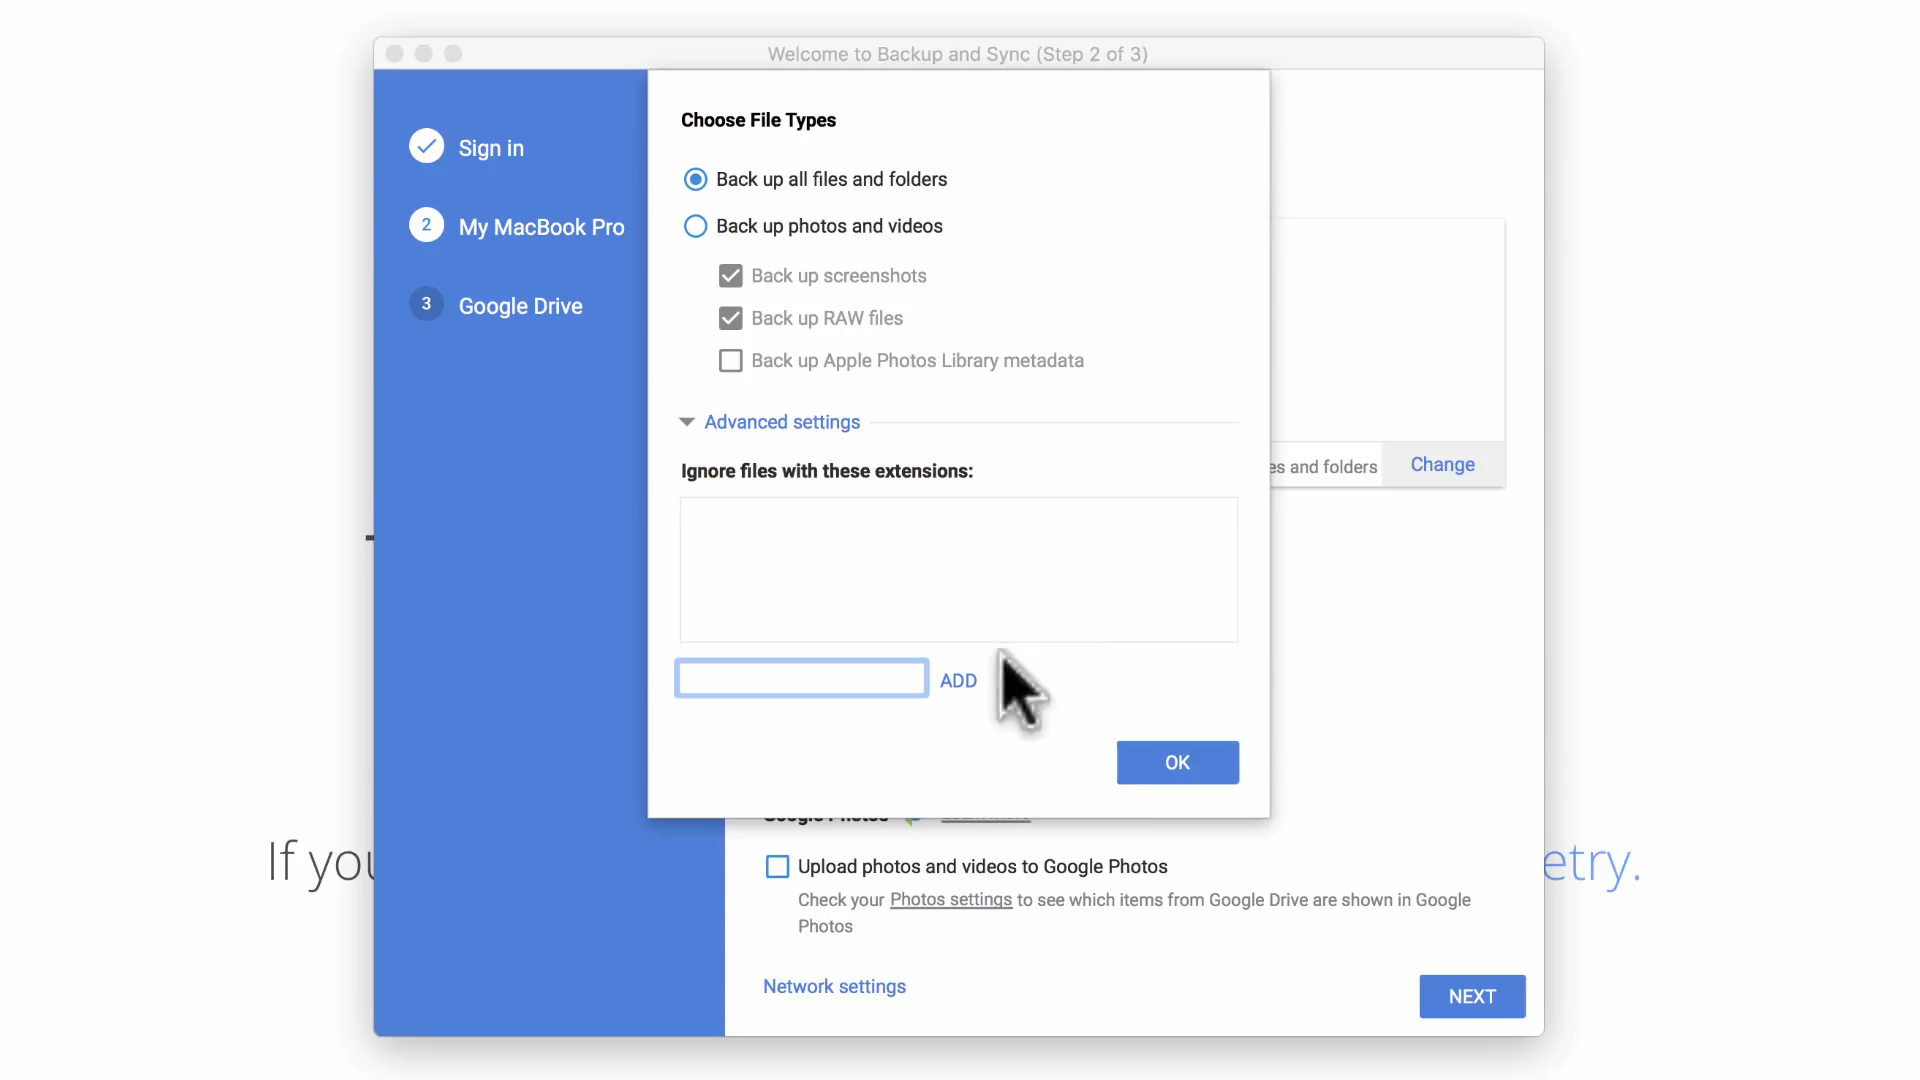 Welcome to Backup and Sync (Step 2 of 3)
Sign in
2 My MacBook Pro
3 Google Drive
Choose File Types
Back up all files and folders
Back up photos and videos
Back up screenshots
Back up RAW files
Back up Apple Photos Library metadata
Advanced settings
Ignore files with these extensions:
es and folders
Change
ADD
OK
Google Photos
If you
etry.
Upload photos and videos to Google Photos
Check your Photos settings to see which items from Google Drive are shown in Google
Photos
Network settings
NEXT